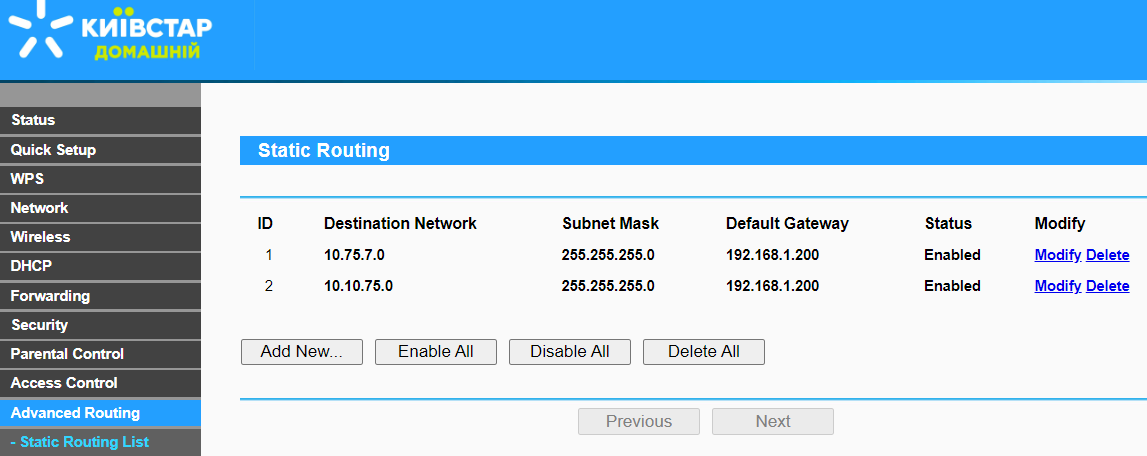 КИЇВСТАР
ДОМАШНІЙ
Status
Quick Setup
WPS
Network
Wireless
DHCP
Forwarding
Security
Parental Control
Access Control
Advanced Routing
- Static Routing List
Static Routing
ID Destination Network Subnet Mask Default Gateway Status Modify
1 10.75.7.0 255.255.255.0 192.168.1.200 Enabled Modify Delete
2 10.10.75.0 255.255.255.0 192.168.1.200 Enabled Modify Delete
Add New... Enable All Disable All Delete All
Previous Next